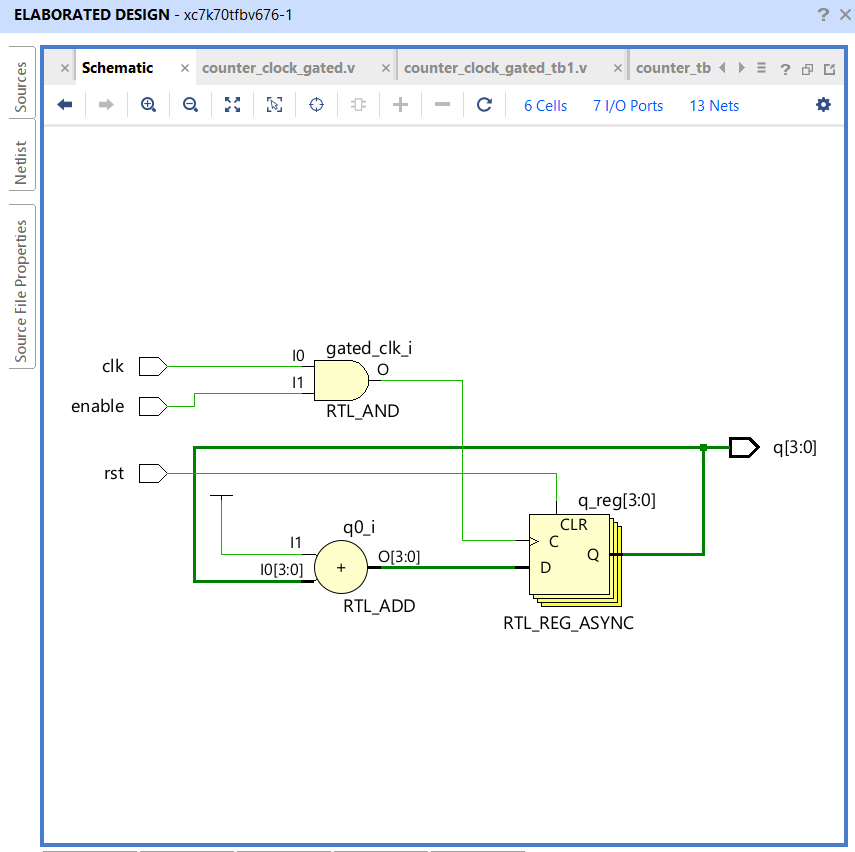 ELABORATED DESIGN - xc7k70tfbv676-1
? ×
Sources
Netlist
Source File Properties
× Schematic × counter_clock_gated.v × counter_clock_gated_tb1.v × counter_tb ?
6 Cells 7 I/O Ports 13 Nets
gated_clk_i
clk I0 O
enable I1
RTL_AND
q[3:0]
rst
q_reg[3:0]
CLR
q0_i
I1 C
O[3:0] Q
I0[3:0] + D
RTL_ADD
RTL_REG_ASYNC